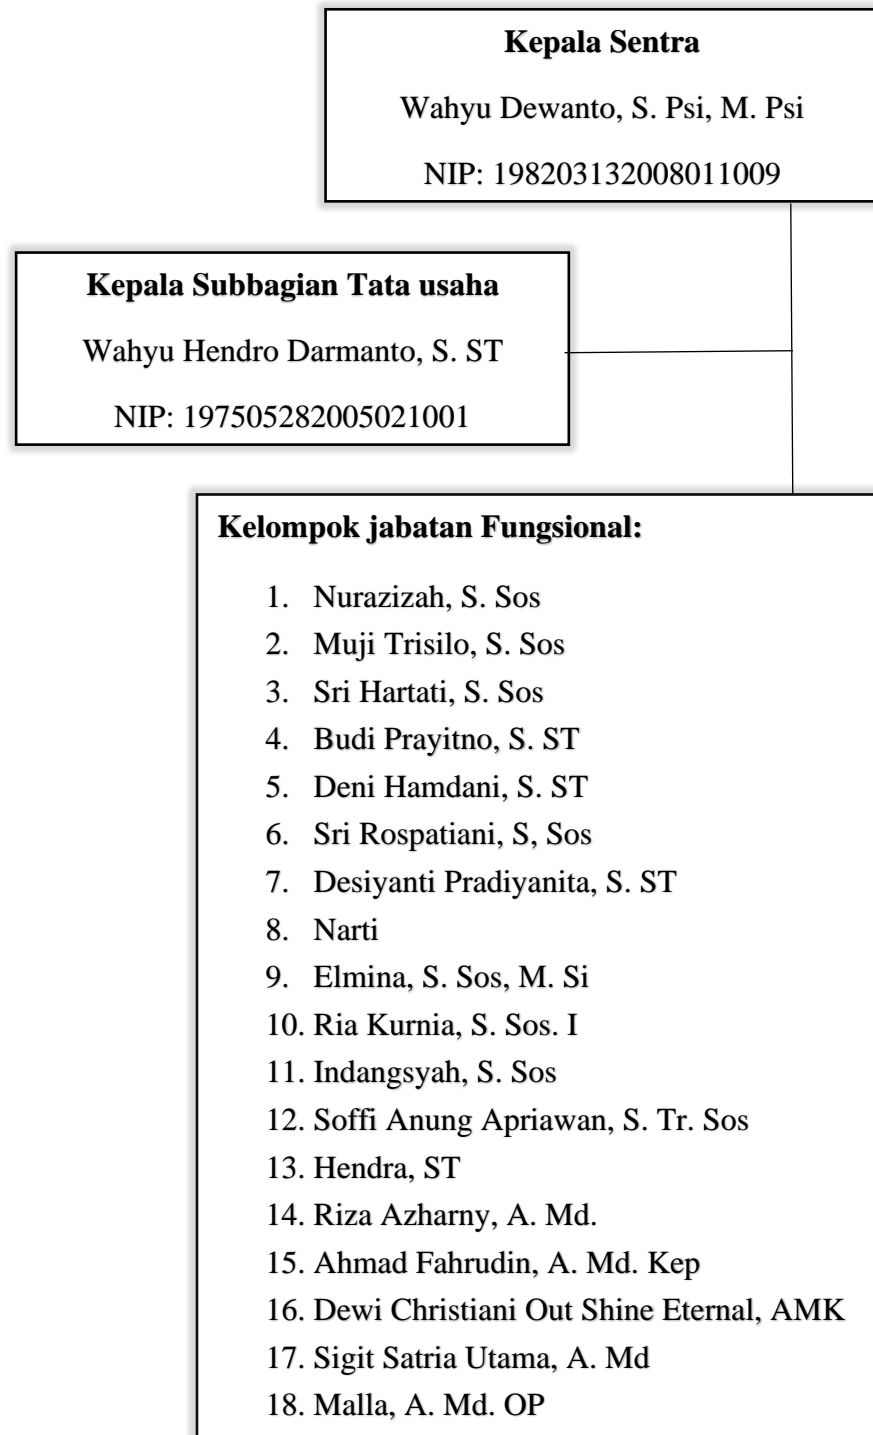 Kepala Sentra
Wahyu Dewanto, S. Psi, M. Psi
NIP: 198203132008011009
Kepala Subbagian Tata usaha
Wahyu Hendro Darmanto, S. ST
NIP: 197505282005021001
Kelompok jabatan Fungsional:
1. Nurazizah, S. Sos
2. Muji Trisilo, S. Sos
3. Sri Hartati, S. Sos
4. Budi Prayitno, S. ST
5. Deni Hamdani, S. ST
6. Sri Rospatiani, S, Sos
7. Desiyanti Pradiyanita, S. ST
8. Narti
9. Elmina, S. Sos, M. Si
10. Ria Kurnia, S. Sos. I
11. Indangsyah, S. Sos
12. Soffi Anung Apriawan, S. Tr. Sos
13. Hendra, ST
14. Riza Azharny, A. Md.
15. Ahmad Fahrudin, A. Md. Kep
16. Dewi Christiani Out Shine Eternal, AMK
17. Sigit Satria Utama, A. Md
18. Malla, A. Md. OP